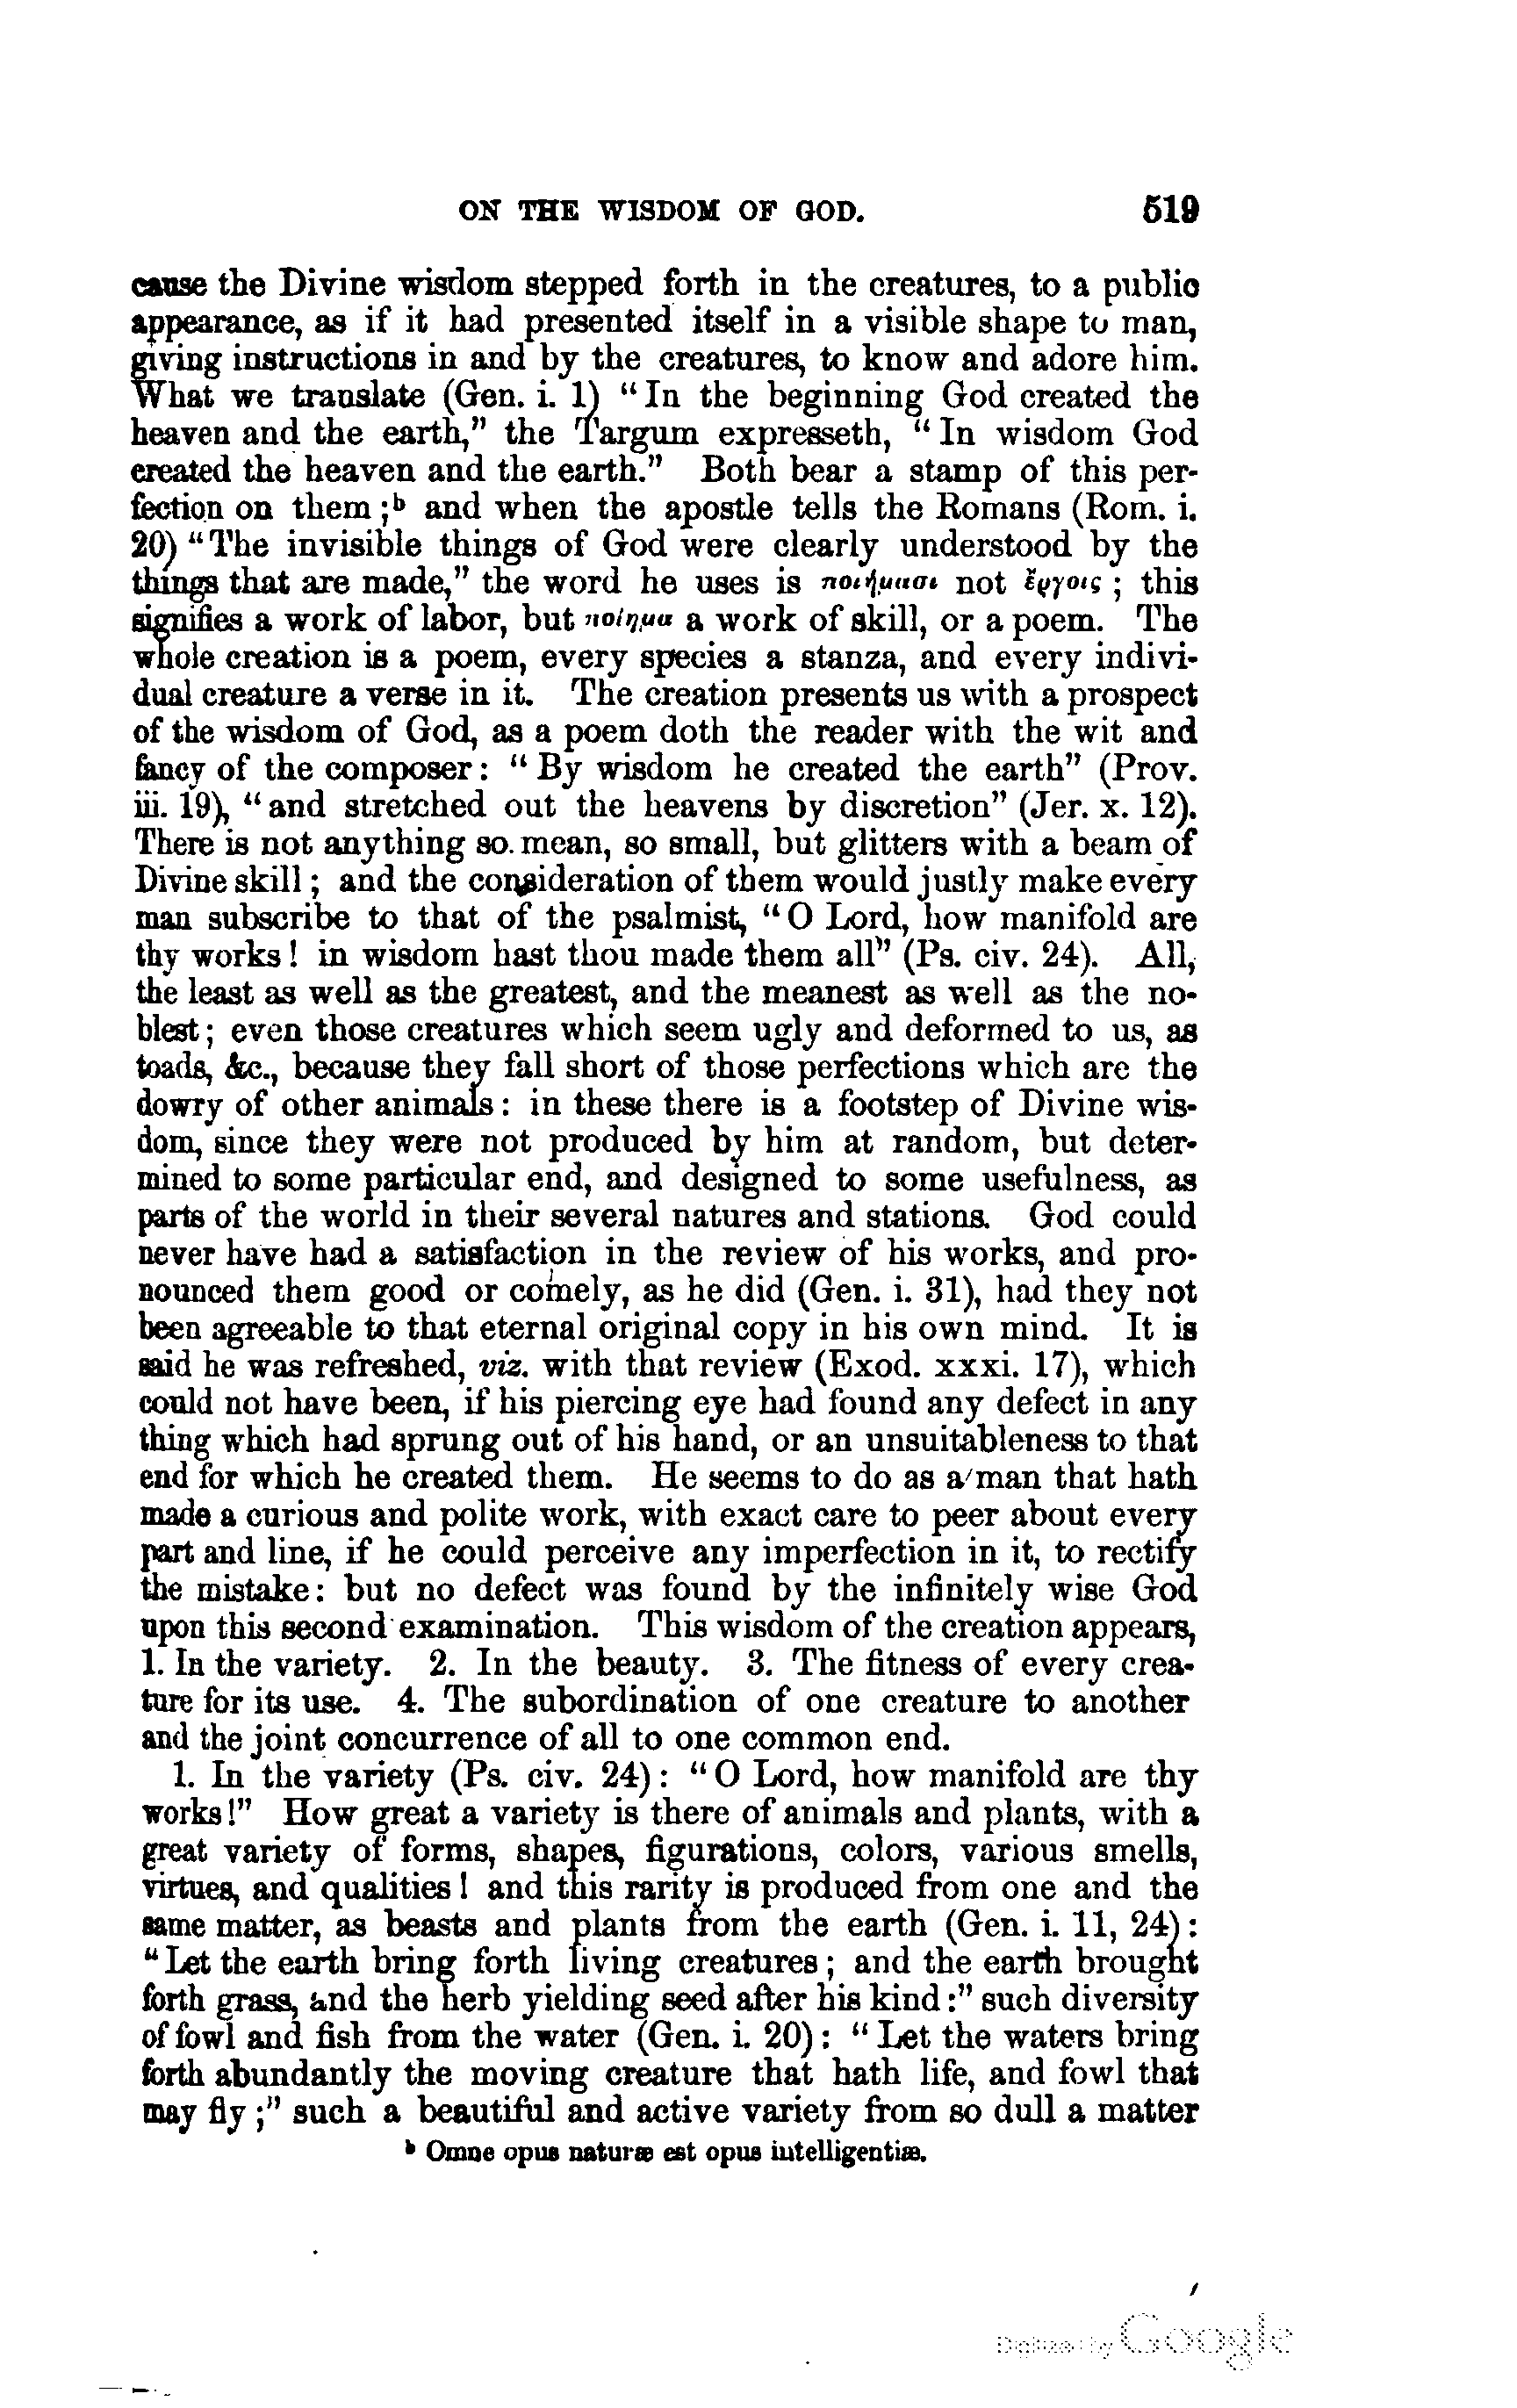 ON THE WISDOM OF GOD. 519
cause the Divine wisdom stepped forth in the creatures, to a public
appearance, as if it had presented itself in a visible shape to man,
giving instructions in and by the creatures, to know and adore him.
What we translate (Gen. i. 1) “In the beginning God created the
heaven and the earth,” the Targum expresseth, “In wisdom God
created the heaven and the earth.” Both bear a stamp of this per-
fection on them;ᵇ and when the apostle tells the Romans (Rom. i.
20) “The invisible things of God were clearly understood by the
things that are made,” the word he uses is ποιήμασι not ἔργοις; this
signifies a work of labor, but ποίημα a work of skill, or a poem. The
whole creation is a poem, every species a stanza, and every indivi-
dual creature a verse in it. The creation presents us with a prospect
of the wisdom of God, as a poem doth the reader with the wit and
fancy of the composer: “By wisdom he created the earth” (Prov.
iii. 19), “and stretched out the heavens by discretion” (Jer. x. 12).
There is not anything so mean, so small, but glitters with a beam of
Divine skill; and the consideration of them would justly make every
man subscribe to that of the psalmist, “O Lord, how manifold are
thy works! in wisdom hast thou made them all” (Ps. civ. 24). All,
the least as well as the greatest, and the meanest as well as the no-
blest; even those creatures which seem ugly and deformed to us, as
toads, &c., because they fall short of those perfections which are the
dowry of other animals: in these there is a footstep of Divine wis-
dom, since they were not produced by him at random, but deter-
mined to some particular end, and designed to some usefulness, as
parts of the world in their several natures and stations. God could
never have had a satisfaction in the review of his works, and pro-
nounced them good or comely, as he did (Gen. i. 31), had they not
been agreeable to that eternal original copy in his own mind. It is
said he was refreshed, viz. with that review (Exod. xxxi. 17), which
could not have been, if his piercing eye had found any defect in any
thing which had sprung out of his hand, or an unsuitableness to that
end for which he created them. He seems to do as a man that hath
made a curious and polite work, with exact care to peer about every
part and line, if he could perceive any imperfection in it, to rectify
the mistake: but no defect was found by the infinitely wise God
upon this second examination. This wisdom of the creation appears,
1. In the variety. 2. In the beauty. 3. The fitness of every crea-
ture for its use. 4. The subordination of one creature to another
and the joint concurrence of all to one common end.
1. In the variety (Ps. civ. 24): “O Lord, how manifold are thy
works!” How great a variety is there of animals and plants, with a
great variety of forms, shapes, figurations, colors, various smells,
virtues, and qualities! and this rarity is produced from one and the
same matter, as beasts and plants from the earth (Gen. i. 11, 24):
“Let the earth bring forth living creatures; and the earth brought
forth grass, and the herb yielding seed after his kind:” such diversity
of fowl and fish from the water (Gen. i. 20): “Let the waters bring
forth abundantly the moving creature that hath life, and fowl that
may fly;” such a beautiful and active variety from so dull a matter
ᵇ Omne opus naturæ est opus intelligentiæ.
Digitized by Google